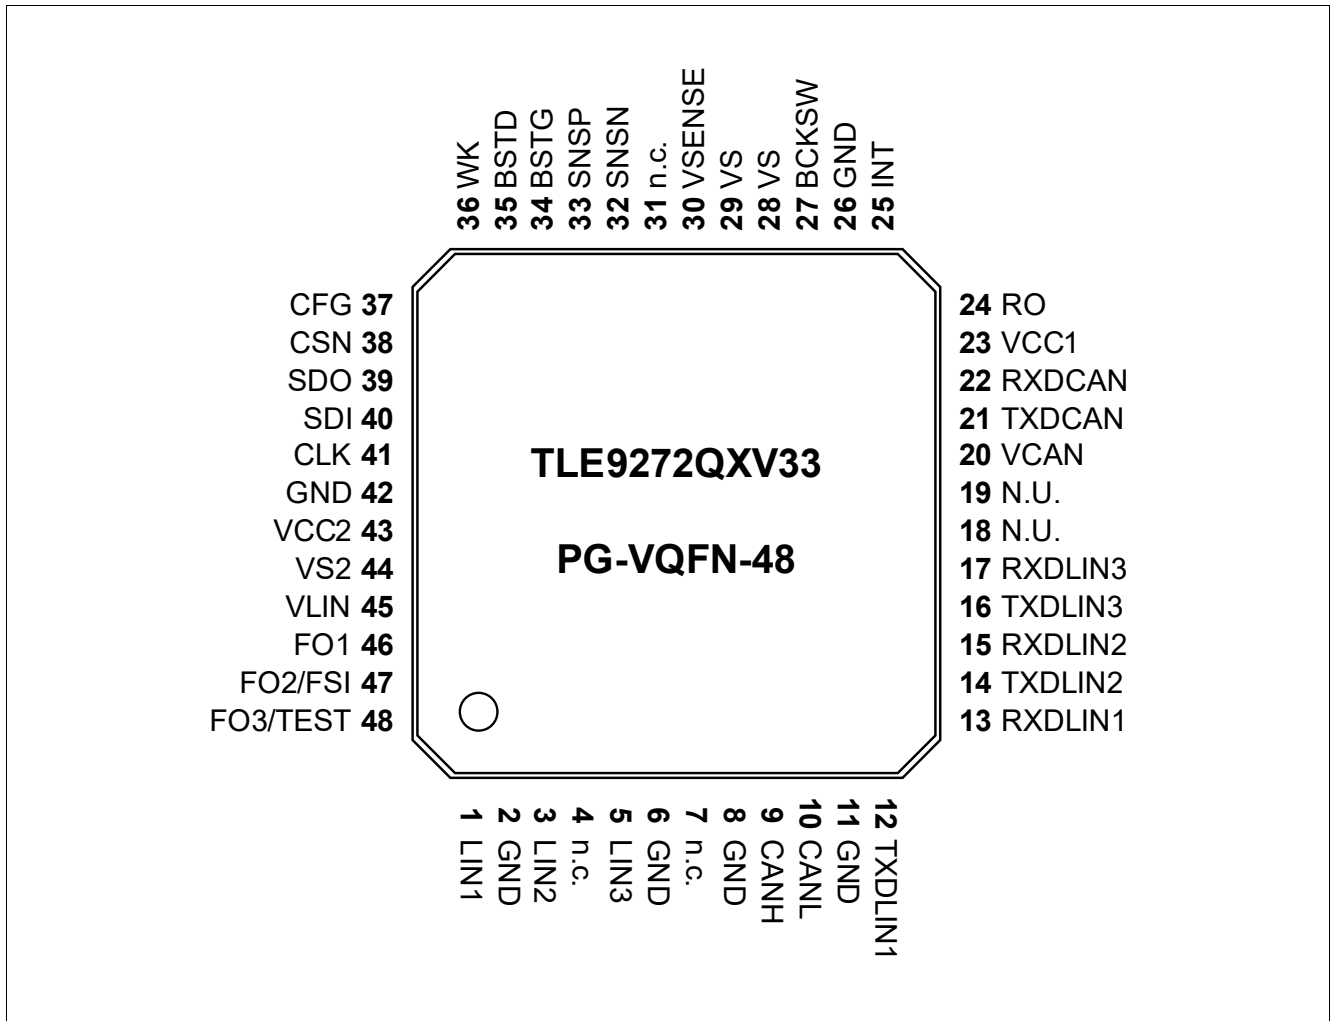 36 WK
35 BSTD
34 BSTG
33 SNSP
32 SNSN
31 n.c.
30 VSENSE
29 VS
28 VS
27 BCKSW
26 GND
25 INT
CFG 37
CSN 38
SDO 39
SDI 40
CLK 41
GND 42
VCC2 43
VS2 44
VLIN 45
FO1 46
FO2/FSI 47
FO3/TEST 48
TLE9272QXV33
PG-VQFN-48
24 RO
23 VCC1
22 RXDCAN
21 TXDCAN
20 VCAN
19 N.U.
18 N.U.
17 RXDLIN3
16 TXDLIN3
15 RXDLIN2
14 TXDLIN2
13 RXDLIN1
1 LIN1
2 GND
3 LIN2
4 n.c.
5 LIN3
6 GND
7 n.c.
8 GND
9 CANH
10 CANL
11 GND
12 TXDLIN1